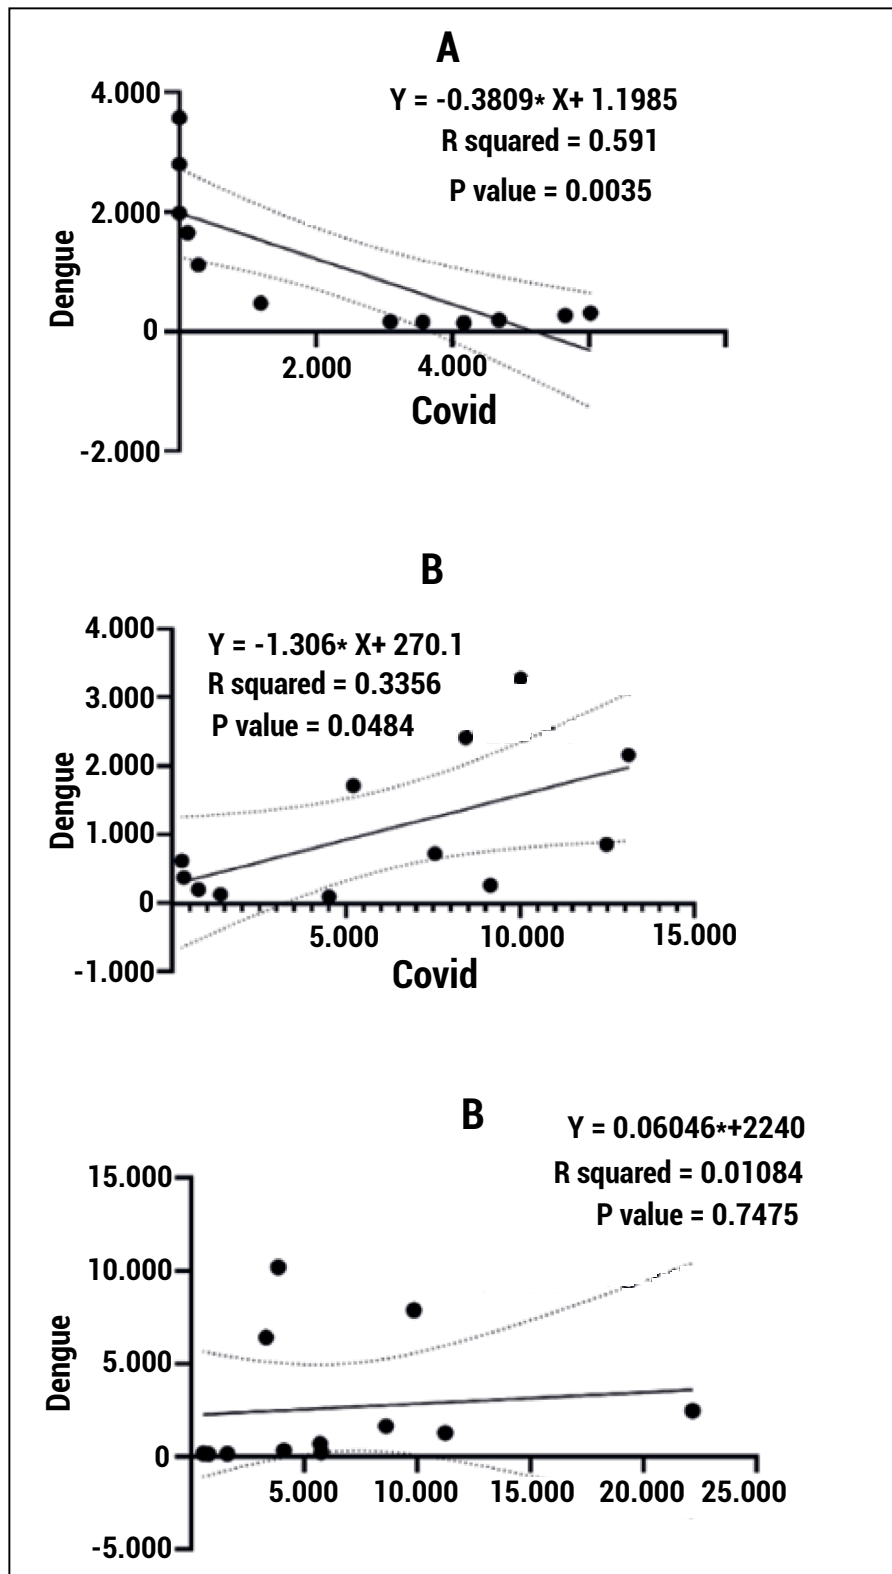 A
Y = -0.3809* X+ 1.1985
R squared = 0.591
P value = 0.0035
4.000
2.000
0
-2.000
Dengue
2.000 4.000
Covid
B
Y = -1.306* X+ 270.1
R squared = 0.3356
P value = 0.0484
4.000
3.000
2.000
1.000
0
-1.000
Dengue
5.000 10.000 15.000
Covid
B
Y = 0.06046*+2240
R squared = 0.01084
P value = 0.7475
15.000
10.000
5.000
0
-5.000
Dengue
5.000 10.000 15.000 20.000 25.000